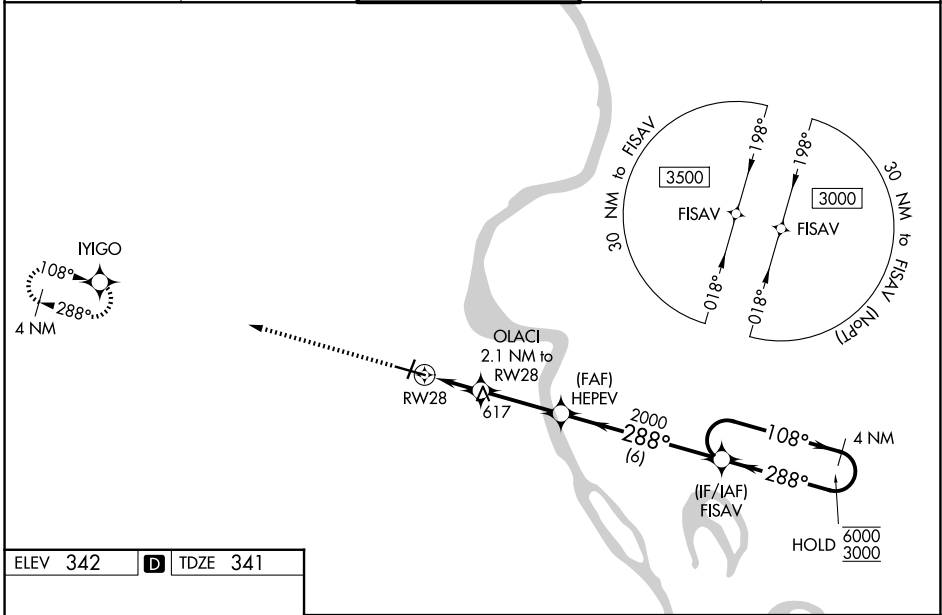 30 NM to FISAV
3500
198°
FISAV
018°
198°
3000
FISAV
018°
30 NM to FISAV (NoPT)
IYIGO
108°
288°
4 NM
OLACI
2.1 NM to
RW28
RW28
617
(FAF)
HEPEV
2000
288°
(6)
108°
4 NM
288°
(IF/IAF)
FISAV
HOLD 6000
3000
ELEV 342 D TDZE 341